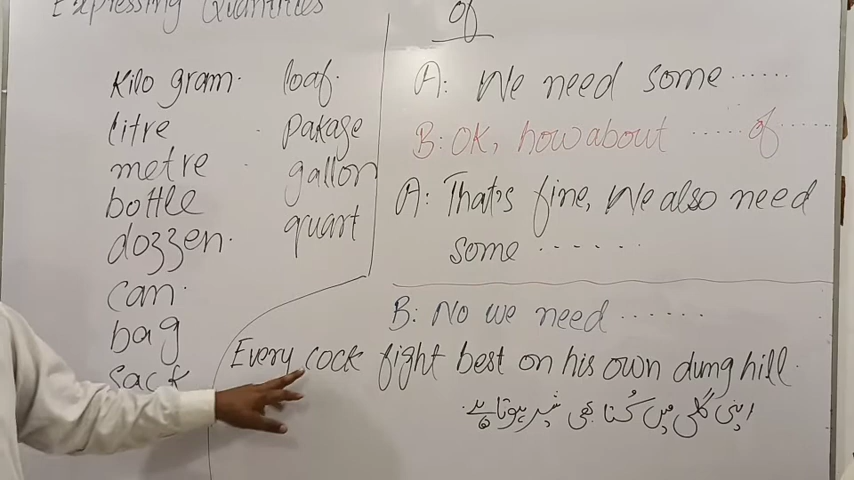 Expressing Quantities
Kilo gram.
litre
metre
bottle
dozzen.
can.
bag
sack
loaf.
pakage
gallon
quart
of
A: We need some ......
B: OK, how about ..... of .....
A: That's fine, We also need
some .......
B: No we need ......
Every cock fight best on his own dung hill.
اپنی گلی میں کُتا بھی شیر ہوتا ہے۔